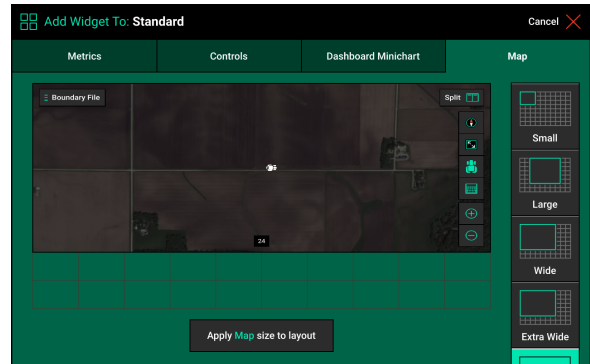 Add Widget To: Standard
Cancel
Metrics
Controls
Dashboard Minichart
Map
Boundary File
Split
24
Small
Large
Wide
Extra Wide
Apply Map size to layout